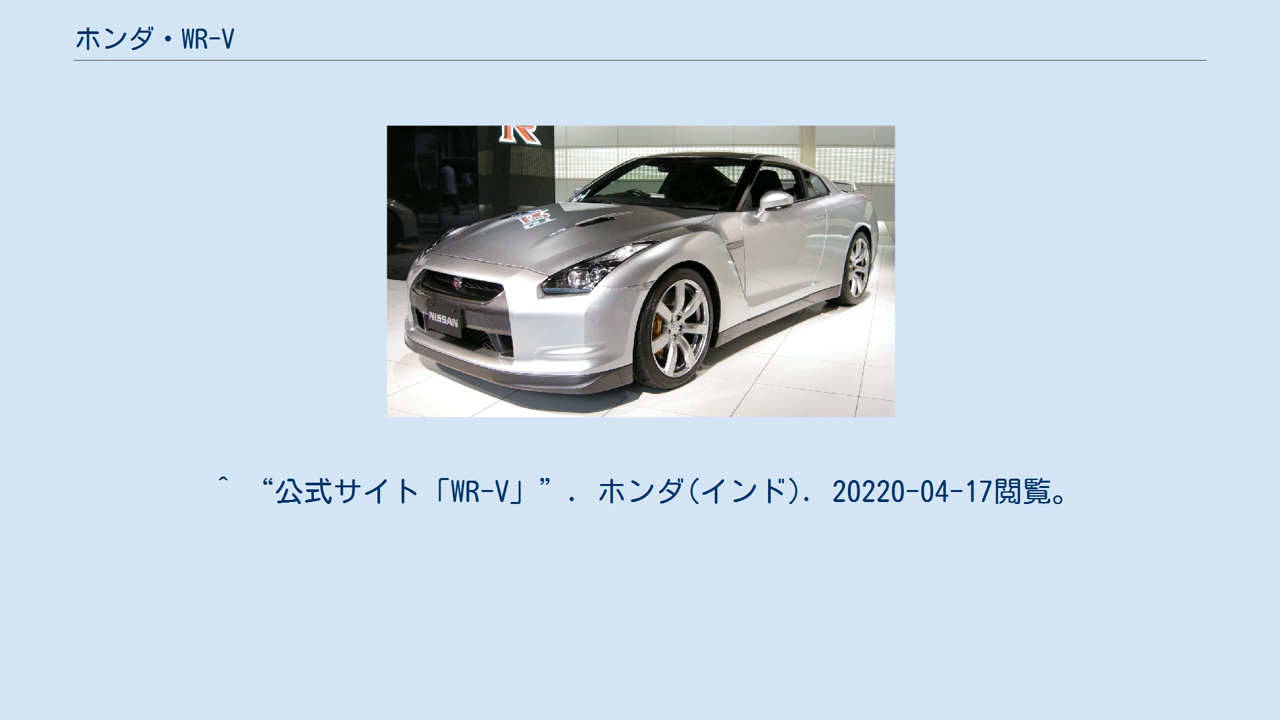 ホンダ・WR-V
R
NISSAN
^ “公式サイト「WR-V」”. ホンダ(インド). 20220-04-17閲覧。